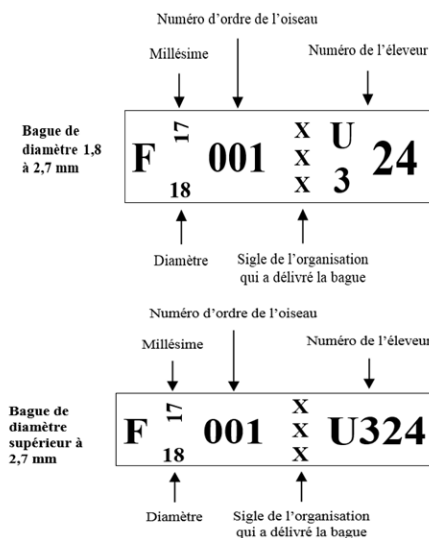 Numéro d'ordre de l'oiseau
Millésime
Numéro de l'éleveur
Bague de
diamètre 1,8
à 2,7 mm
F 17 18 001 X X X U 3 24
Diamètre
Sigle de l'organisation
qui a délivré la bague
Numéro d'ordre de l'oiseau
Millésime
Numéro de l'éleveur
Bague de
diamètre
supérieur à
2,7 mm
F 17 18 001 X X X U324
Diamètre
Sigle de l'organisation
qui a délivré la bague